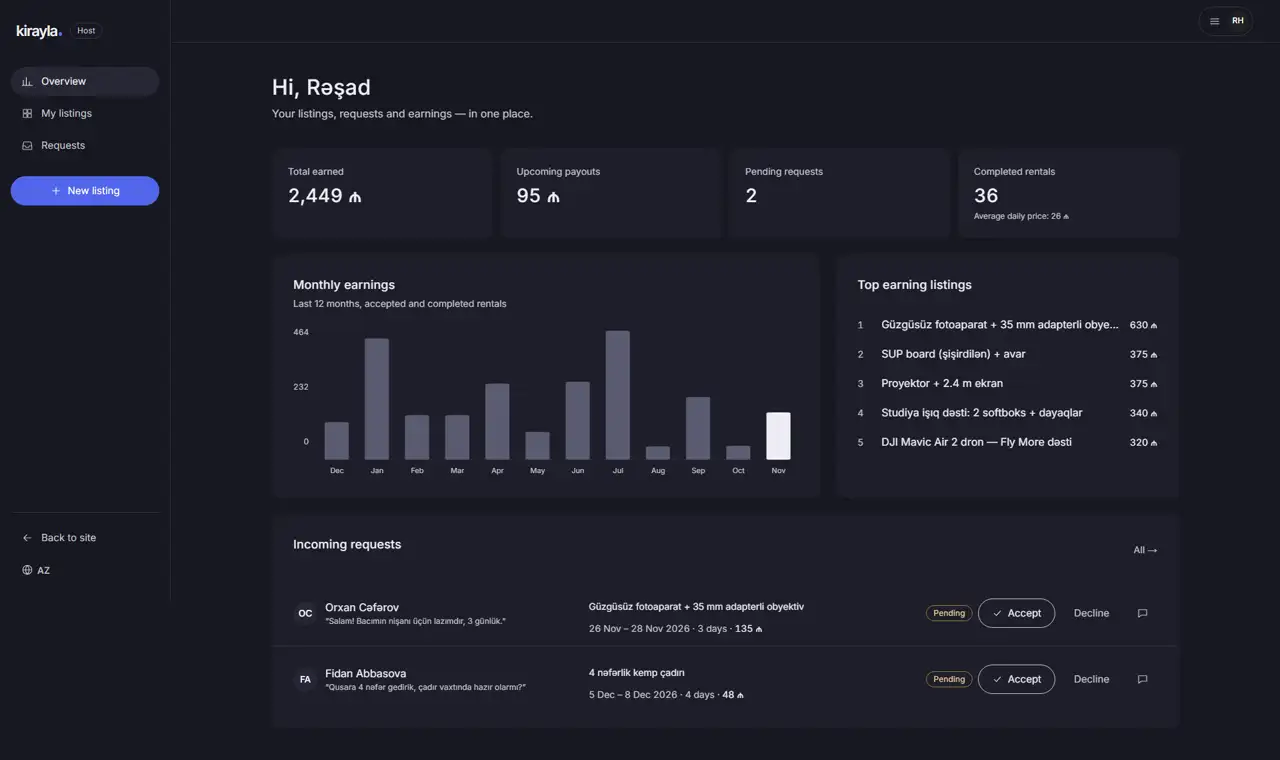 kirayla.
Host
RH
Overview
My listings
Requests
+ New listing
Back to site
AZ
Hi, Rəşad
Your listings, requests and earnings — in one place.
Total earned
2,449 ₼
Upcoming payouts
95 ₼
Pending requests
2
Completed rentals
36
Average daily price: 26 ₼
Monthly earnings
Last 12 months, accepted and completed rentals
464
232
0
Dec Jan Feb Mar Apr May Jun Jul Aug Sep Oct Nov
Top earning listings
1 Güzgüsüz fotoaparat + 35 mm adapterli obye... 630 ₼
2 SUP board (şişirdilən) + avar 375 ₼
3 Proyektor + 2.4 m ekran 375 ₼
4 Studiya işıq dəsti: 2 softboks + dayaqlar 340 ₼
5 DJI Mavic Air 2 dron — Fly More dəsti 320 ₼
Incoming requests
All →
OC
Orxan Cəfərov
"Salam! Bacımın nişanı üçün lazımdır, 3 günlük."
Güzgüsüz fotoaparat + 35 mm adapterli obyektiv
26 Nov – 28 Nov 2026 · 3 days · 135 ₼
Pending
Accept
Decline
FA
Fidan Abbasova
"Qusara 4 nəfər gedirik, çadır vaxtında hazır olarmı?"
4 nəfərlik kemp çadırı
5 Dec – 8 Dec 2026 · 4 days · 48 ₼
Pending
Accept
Decline